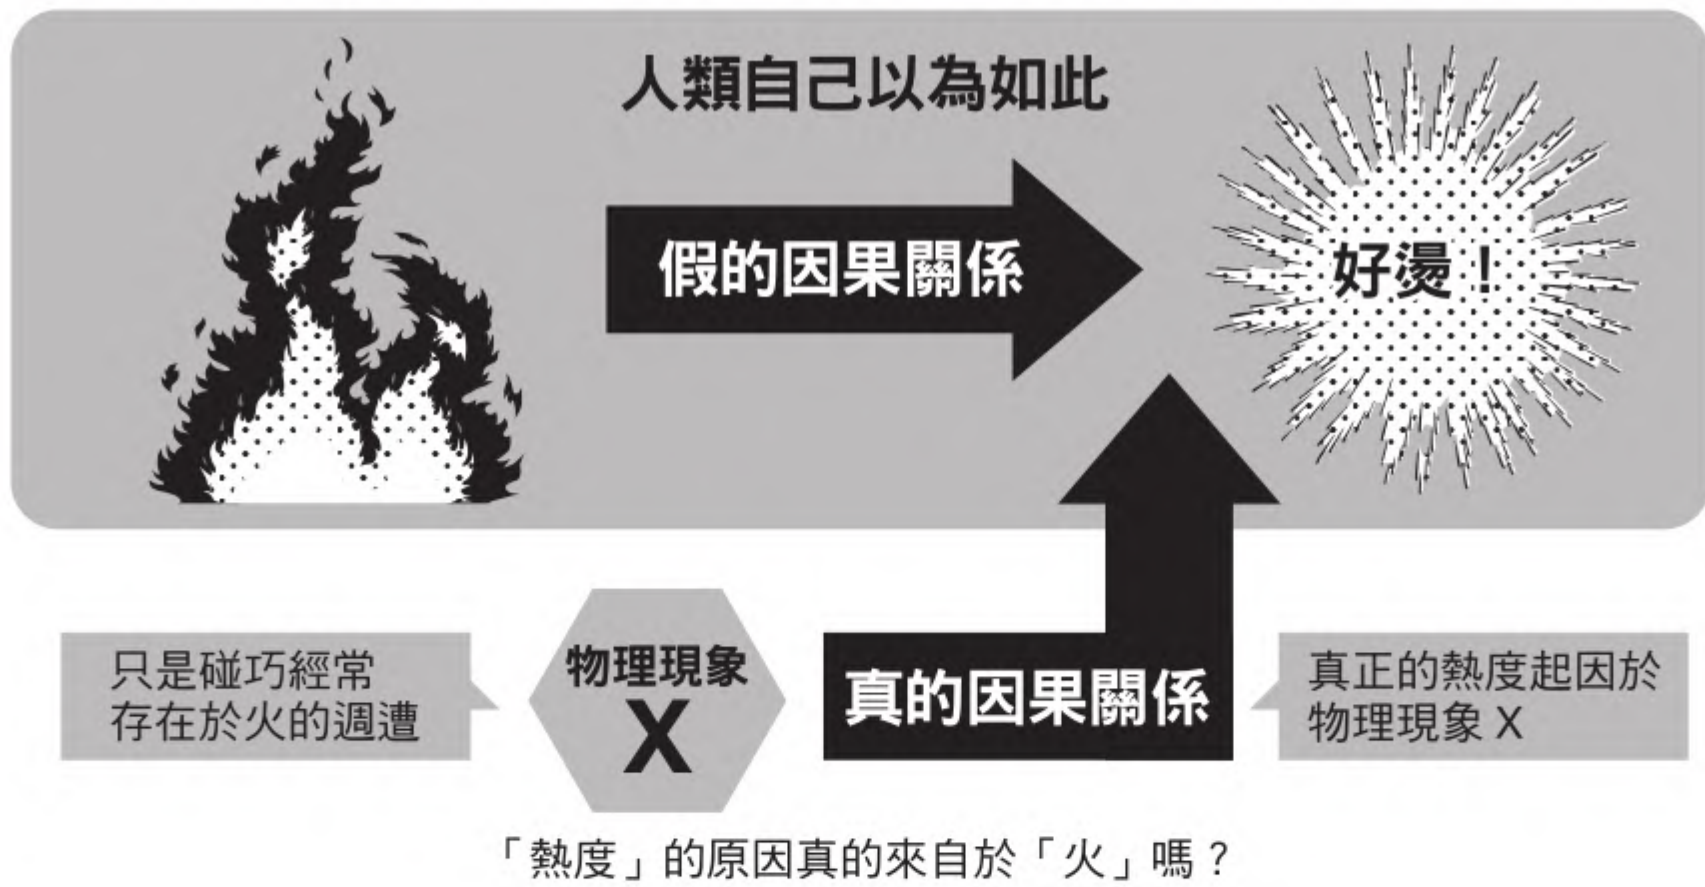 人類自己以為如此
假的因果關係
好燙！
只是碰巧經常
存在於火的週遭
物理現象
X
真的因果關係
真正的熱度起因於
物理現象 X
「熱度」的原因真的來自於「火」嗎？